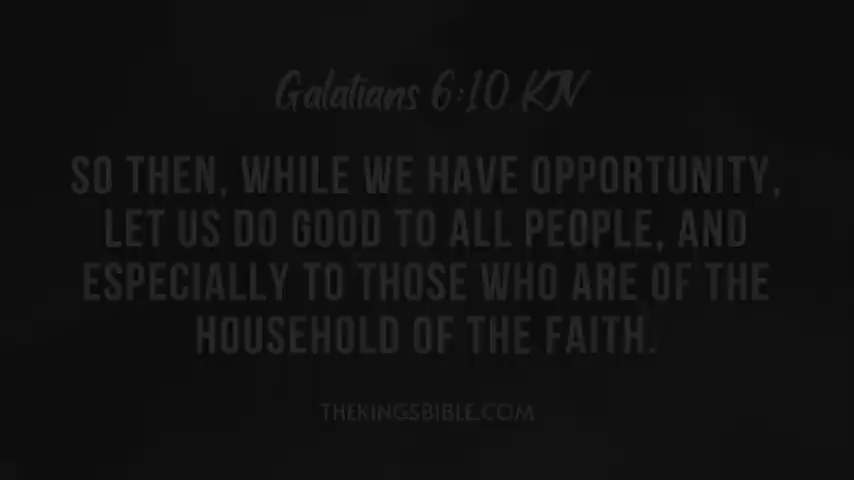 Galatians 6:10 KJV
SO THEN, WHILE WE HAVE OPPORTUNITY,
LET US DO GOOD TO ALL PEOPLE, AND
ESPECIALLY TO THOSE WHO ARE OF THE
HOUSEHOLD OF THE FAITH.
THEKINGSBIBLE.COM